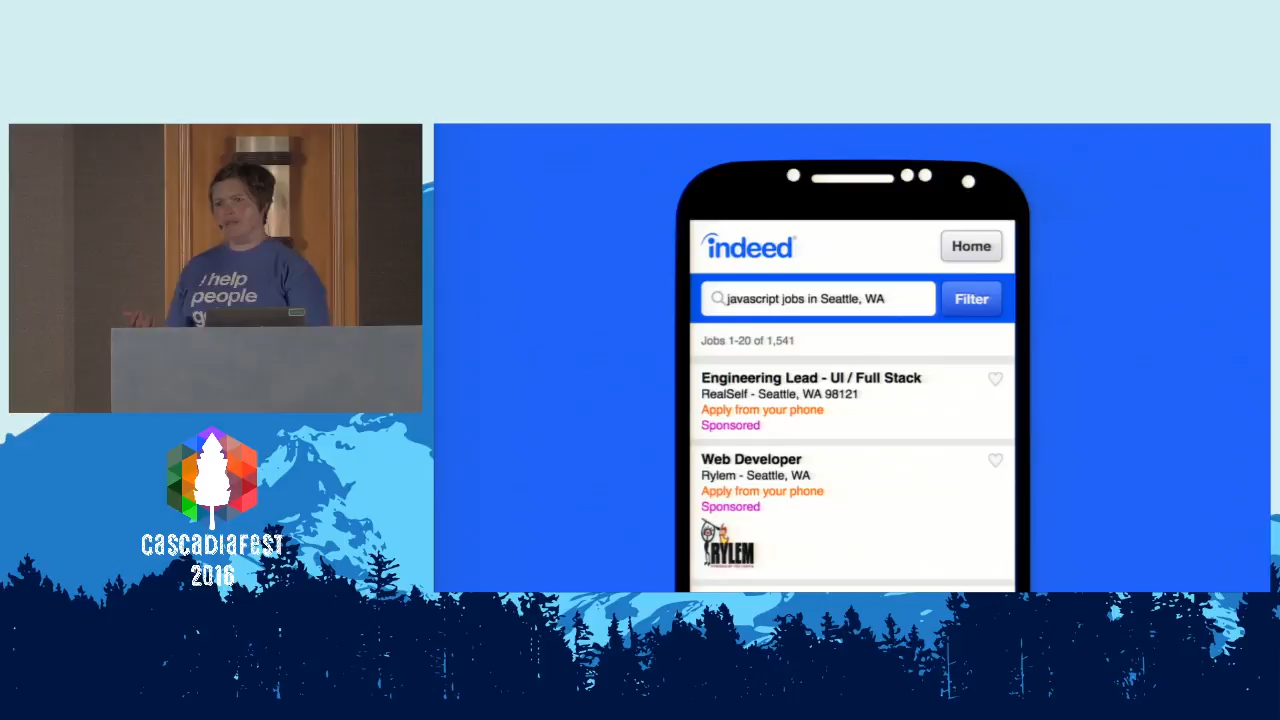 i help
people
g
CASCADIAFEST
2016
indeed
Home
javascript jobs in Seattle, WA
Filter
Jobs 1-20 of 1,541
Engineering Lead - UI / Full Stack
RealSelf - Seattle, WA 98121
Apply from your phone
Sponsored
Web Developer
Rylem - Seattle, WA
Apply from your phone
Sponsored
RYLEM